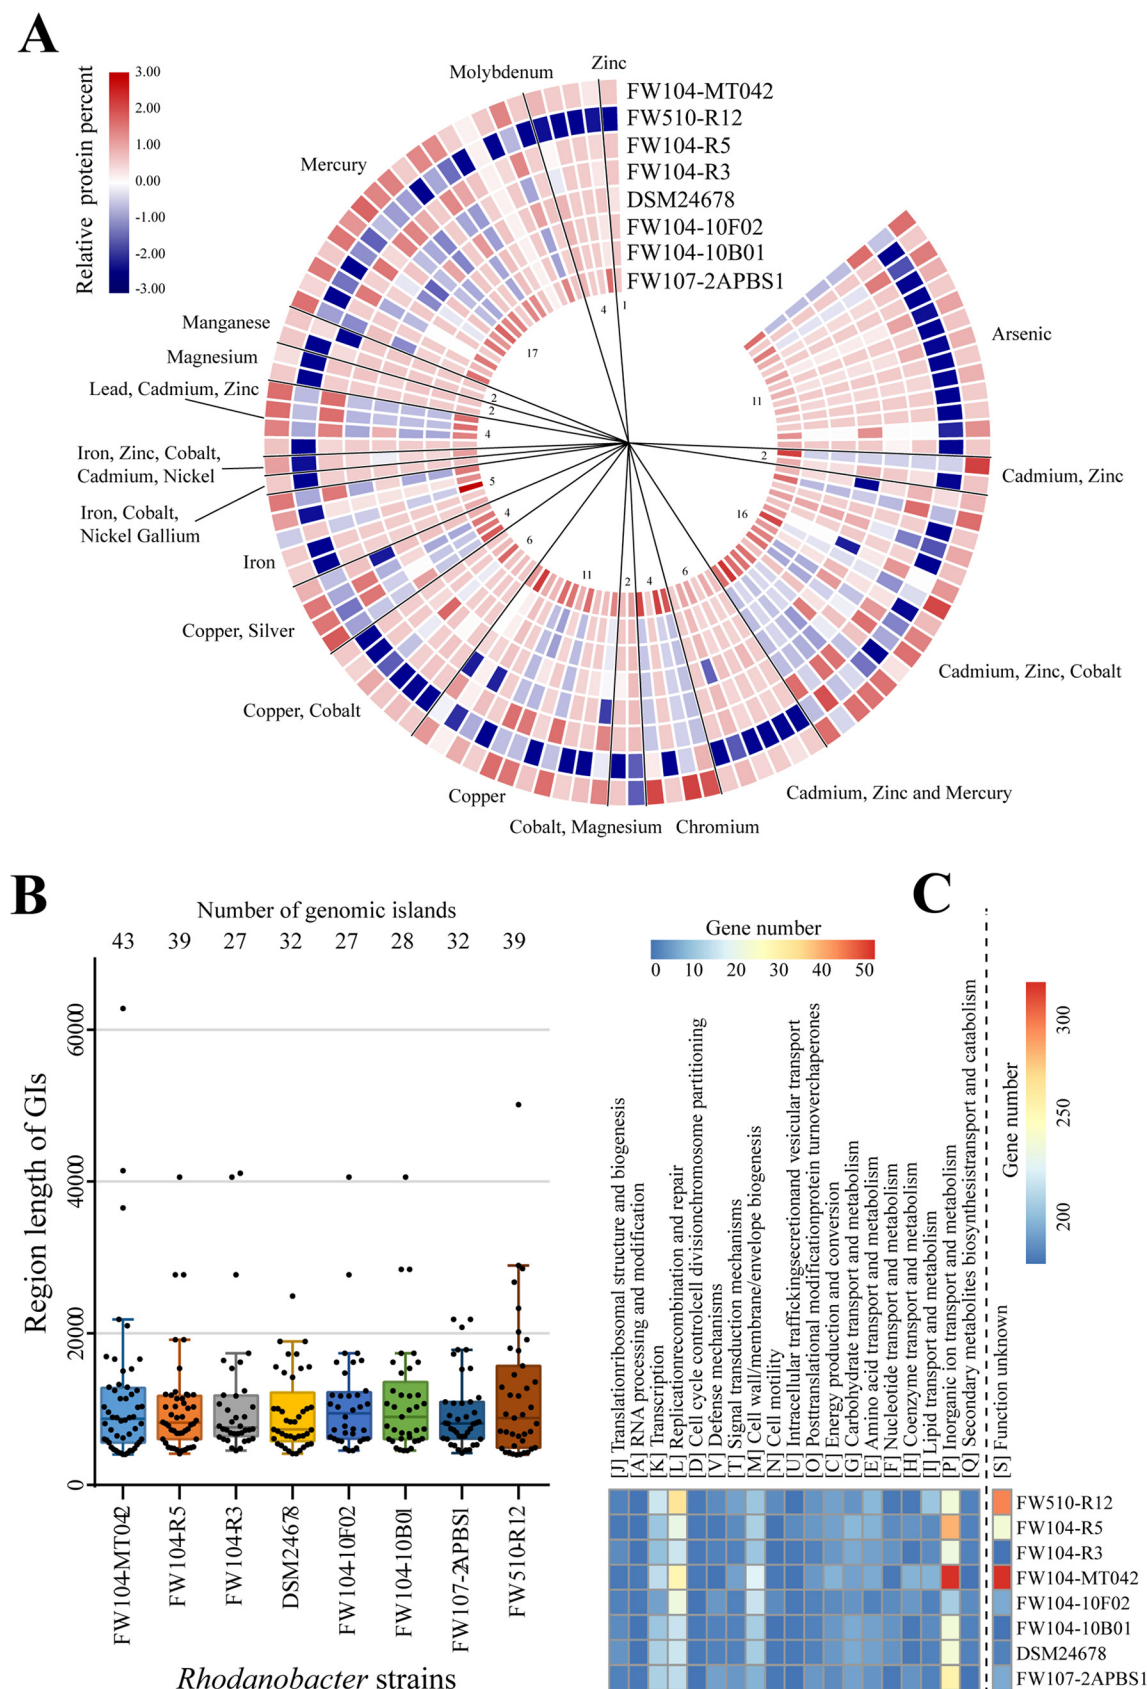 A
Relative protein percent
3.00
2.00
1.00
0.00
-1.00
-2.00
-3.00
Zinc
Molybdenum
Mercury
Manganese
Magnesium
Lead, Cadmium, Zinc
Iron, Zinc, Cobalt,
Cadmium, Nickel
Iron, Cobalt,
Nickel Gallium
Iron
Copper, Silver
Copper, Cobalt
Copper
Cobalt, Magnesium
Chromium
Cadmium, Zinc and Mercury
Cadmium, Zinc, Cobalt
Cadmium, Zinc
Arsenic
FW104-MT042
FW510-R12
FW104-R5
FW104-R3
DSM24678
FW104-10F02
FW104-10B01
FW107-2APBS1
1
4
17
2
2
4
5
4
6
11
2
4
6
16
2
11
B
Number of genomic islands
43 39 27 32 27 28 32 39
Region length of GIs
60000
40000
20000
0
FW104-MT042
FW104-R5
FW104-R3
DSM24678
FW104-10F02
FW104-10B01
FW107-2APBS1
FW510-R12
Rhodanobacter strains
C
Gene number
0 10 20 30 40 50
Gene number
300
250
200
[J] Translationribosomal structure and biogenesis
[A] RNA processing and modification
[K] Transcription
[L] Replicationrecombination and repair
[D] Cell cycle controlcell divisionchromosome partitioning
[V] Defense mechanisms
[T] Signal transduction mechanisms
[M] Cell wall/membrane/envelope biogenesis
[N] Cell motility
[U] Intracellular traffickingsecretionand vesicular transport
[O] Posttranslational modificationprotein turnoverchaperones
[C] Energy production and conversion
[G] Carbohydrate transport and metabolism
[E] Amino acid transport and metabolism
[F] Nucleotide transport and metabolism
[H] Coenzyme transport and metabolism
[I] Lipid transport and metabolism
[P] Inorganic ion transport and metabolism
[Q] Secondary metabolites biosynthesistransport and catabolism
[S] Function unknown
FW510-R12
FW104-R5
FW104-R3
FW104-MT042
FW104-10F02
FW104-10B01
DSM24678
FW107-2APBS1